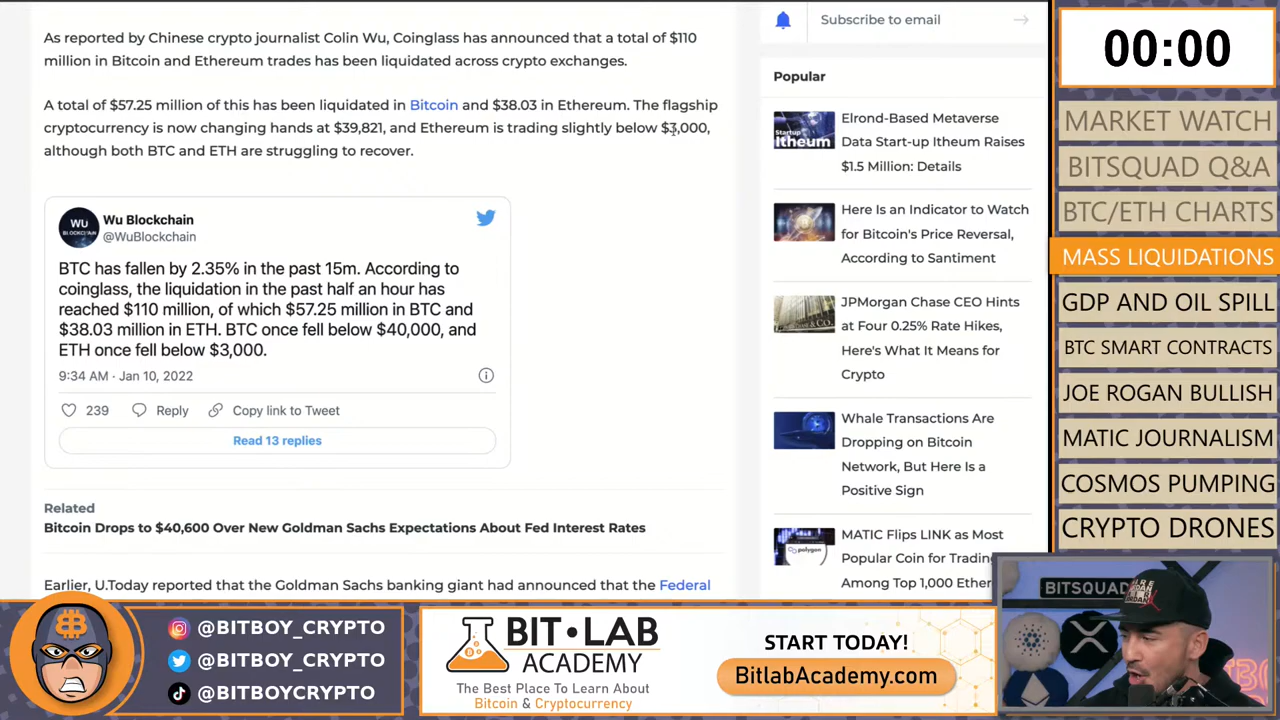 As reported by Chinese crypto journalist Colin Wu, Coinglass has announced that a total of $110
million in Bitcoin and Ethereum trades has been liquidated across crypto exchanges.
A total of $57.25 million of this has been liquidated in Bitcoin and $38.03 in Ethereum. The flagship
cryptocurrency is now changing hands at $39,821, and Ethereum is trading slightly below $3,000,
although both BTC and ETH are struggling to recover.
WU
BLOCKCHAIN
Wu Blockchain
@WuBlockchain
BTC has fallen by 2.35% in the past 15m. According to
coinglass, the liquidation in the past half an hour has
reached $110 million, of which $57.25 million in BTC and
$38.03 million in ETH. BTC once fell below $40,000, and
ETH once fell below $3,000.
9:34 AM · Jan 10, 2022
239 Reply Copy link to Tweet
Read 13 replies
Related
Bitcoin Drops to $40,600 Over New Goldman Sachs Expectations About Fed Interest Rates
Earlier, U.Today reported that the Goldman Sachs banking giant had announced that the Federal
Subscribe to email
Popular
Startup
Itheum
Elrond-Based Metaverse
Data Start-up Itheum Raises
$1.5 Million: Details
Here Is an Indicator to Watch
for Bitcoin's Price Reversal,
According to Santiment
JPMorgan Chase CEO Hints
at Four 0.25% Rate Hikes,
Here's What It Means for
Crypto
Whale Transactions Are
Dropping on Bitcoin
Network, But Here Is a
Positive Sign
polygon
MATIC Flips LINK as Most
Popular Coin for Trading
Among Top 1,000 Ether
00:00
MARKET WATCH
BITSQUAD Q&A
BTC/ETH CHARTS
MASS LIQUIDATIONS
GDP AND OIL SPILL
BTC SMART CONTRACTS
JOE ROGAN BULLISH
MATIC JOURNALISM
COSMOS PUMPING
CRYPTO DRONES
BITSQUAD
@BITBOY_CRYPTO
@BITBOY_CRYPTO
@BITBOYCRYPTO
BIT•LAB
ACADEMY
The Best Place To Learn About
Bitcoin & Cryptocurrency
START TODAY!
BitlabAcademy.com